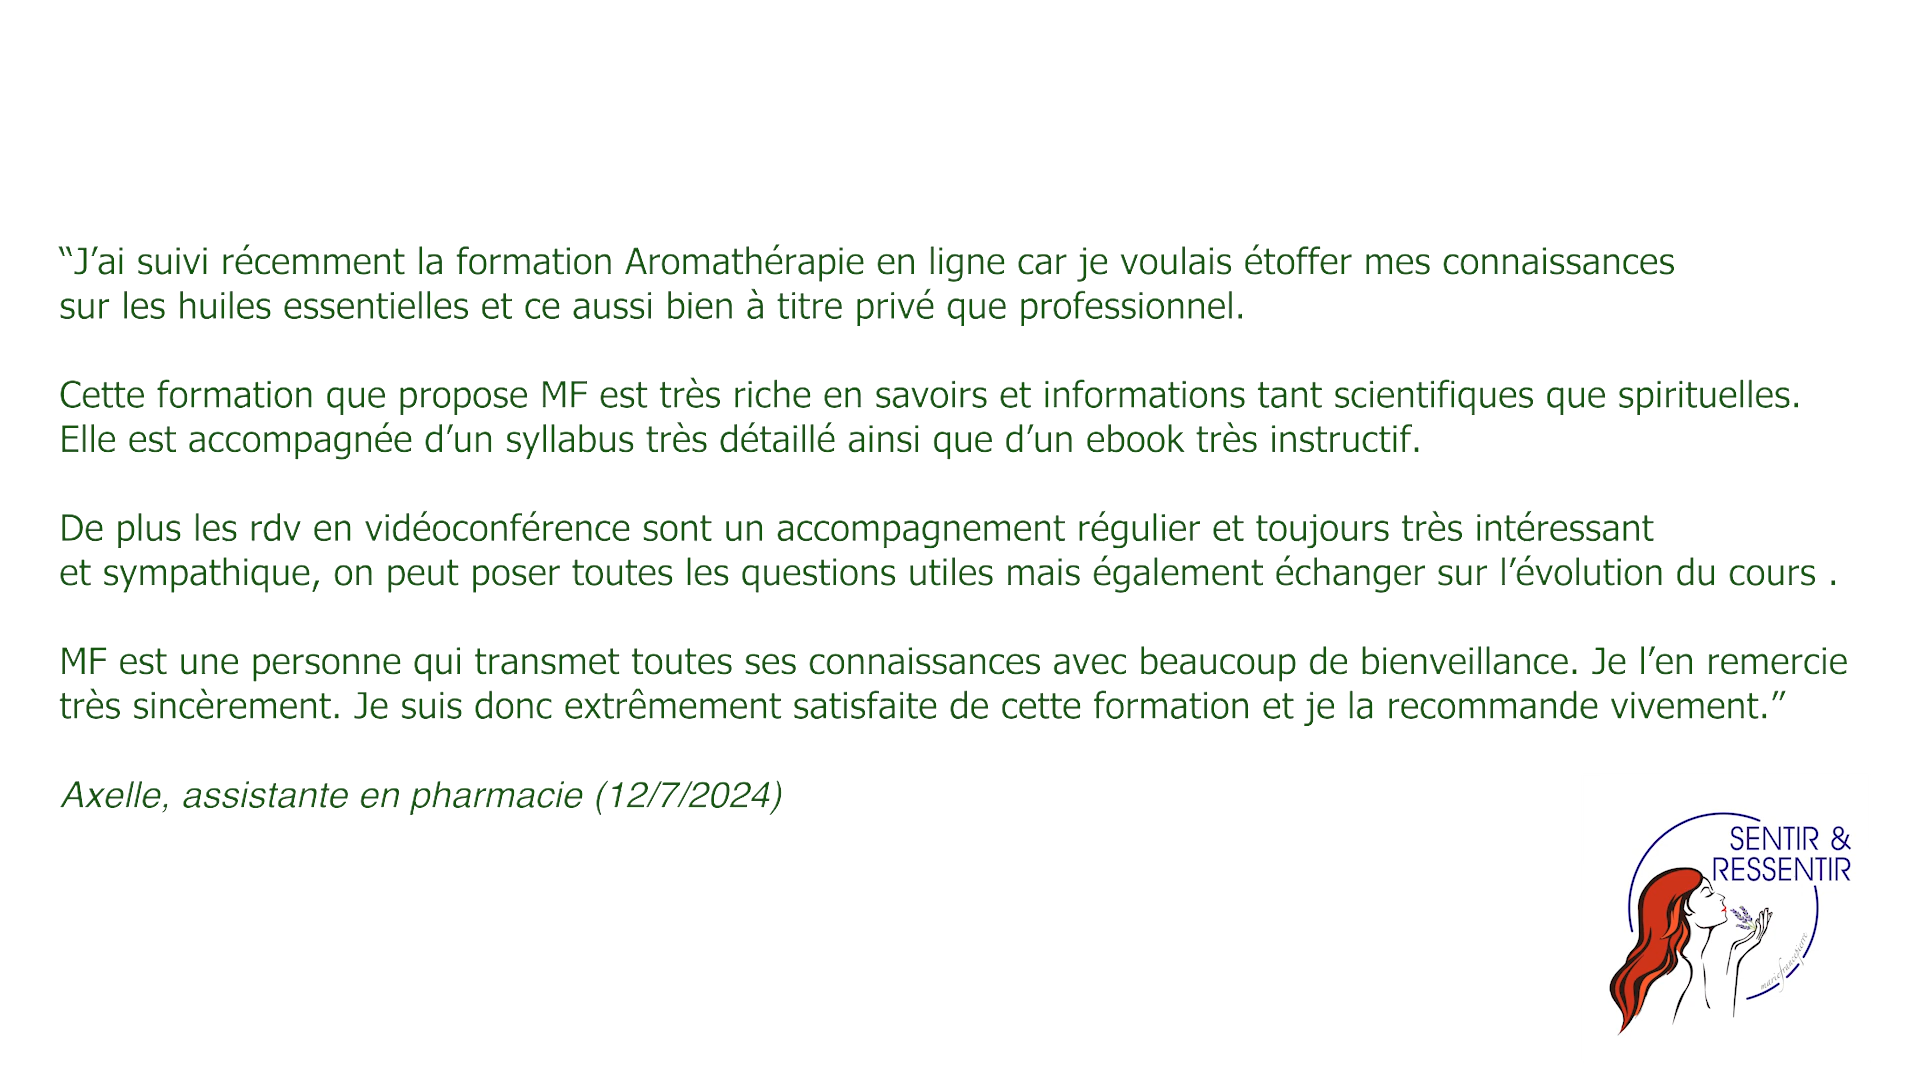 “J’ai suivi récemment la formation Aromathérapie en ligne car je voulais étoffer mes connaissances
sur les huiles essentielles et ce aussi bien à titre privé que professionnel.
Cette formation que propose MF est très riche en savoirs et informations tant scientifiques que spirituelles.
Elle est accompagnée d’un syllabus très détaillé ainsi que d’un ebook très instructif.
De plus les rdv en vidéoconférence sont un accompagnement régulier et toujours très intéressant
et sympathique, on peut poser toutes les questions utiles mais également échanger sur l’évolution du cours .
MF est une personne qui transmet toutes ses connaissances avec beaucoup de bienveillance. Je l’en remercie
très sincèrement. Je suis donc extrêmement satisfaite de cette formation et je la recommande vivement.”
Axelle, assistante en pharmacie (12/7/2024)
SENTIR &
RESSENTIR
mariefrancepierre